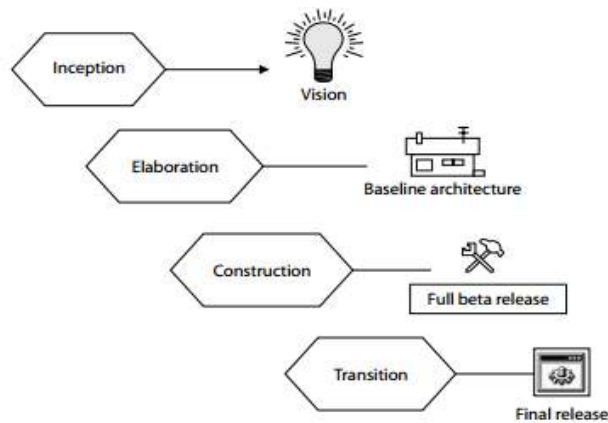 Inception
Vision
Elaboration
Baseline architecture
Construction
Full beta release
Transition
Final release